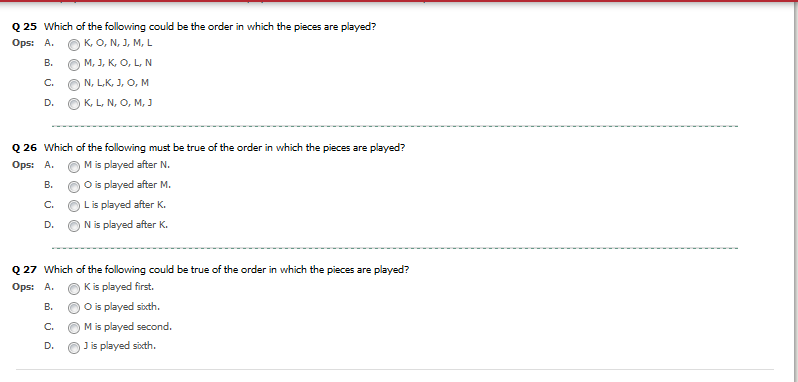 Q 25 Which of the following could be the order in which the pieces are played?
Ops: A. K, O, N, J, M, L
B. M, J, K, O, L, N
C. N, L,K, J, O, M
D. K, L, N, O, M, J
Q 26 Which of the following must be true of the order in which the pieces are played?
Ops: A. M is played after N.
B. O is played after M.
C. L is played after K.
D. N is played after K.
Q 27 Which of the following could be true of the order in which the pieces are played?
Ops: A. K is played first.
B. O is played sixth.
C. M is played second.
D. J is played sixth.